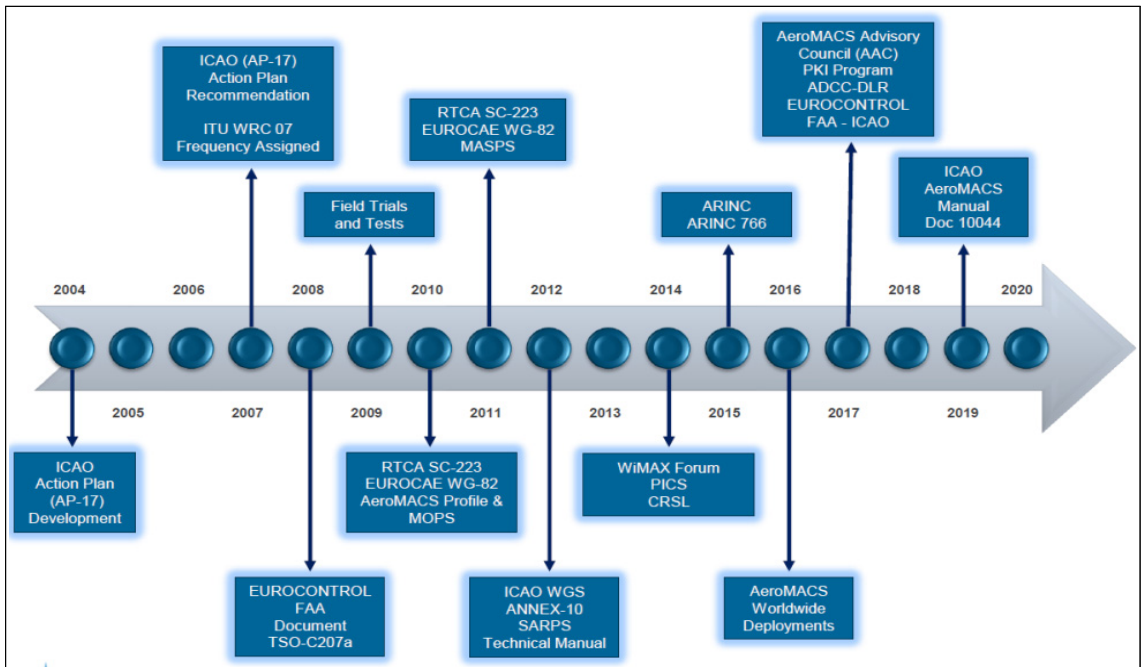 ICAO (AP-17)
Action Plan
Recommendation
ITU WRC 07
Frequency Assigned
RTCA SC-223
EUROCAE WG-82
MASPS
AeroMACS Advisory
Council (AAC)
PKI Program
ADCC-DLR
EUROCONTROL
FAA - ICAO
Field Trials
and Tests
ARINC
ARINC 766
ICAO
AeroMACS
Manual
Doc 10044
2004
2006
2008
2010
2012
2014
2016
2018
2020
2005
2007
2009
2011
2013
2015
2017
2019
ICAO
Action Plan
(AP-17)
Development
RTCA SC-223
EUROCAE WG-82
AeroMACS Profile &
MOPS
WiMAX Forum
PICS
CRSL
EUROCONTROL
FAA
Document
TSO-C207a
ICAO WGS
ANNEX-10
SARPS
Technical Manual
AeroMACS
Worldwide
Deployments